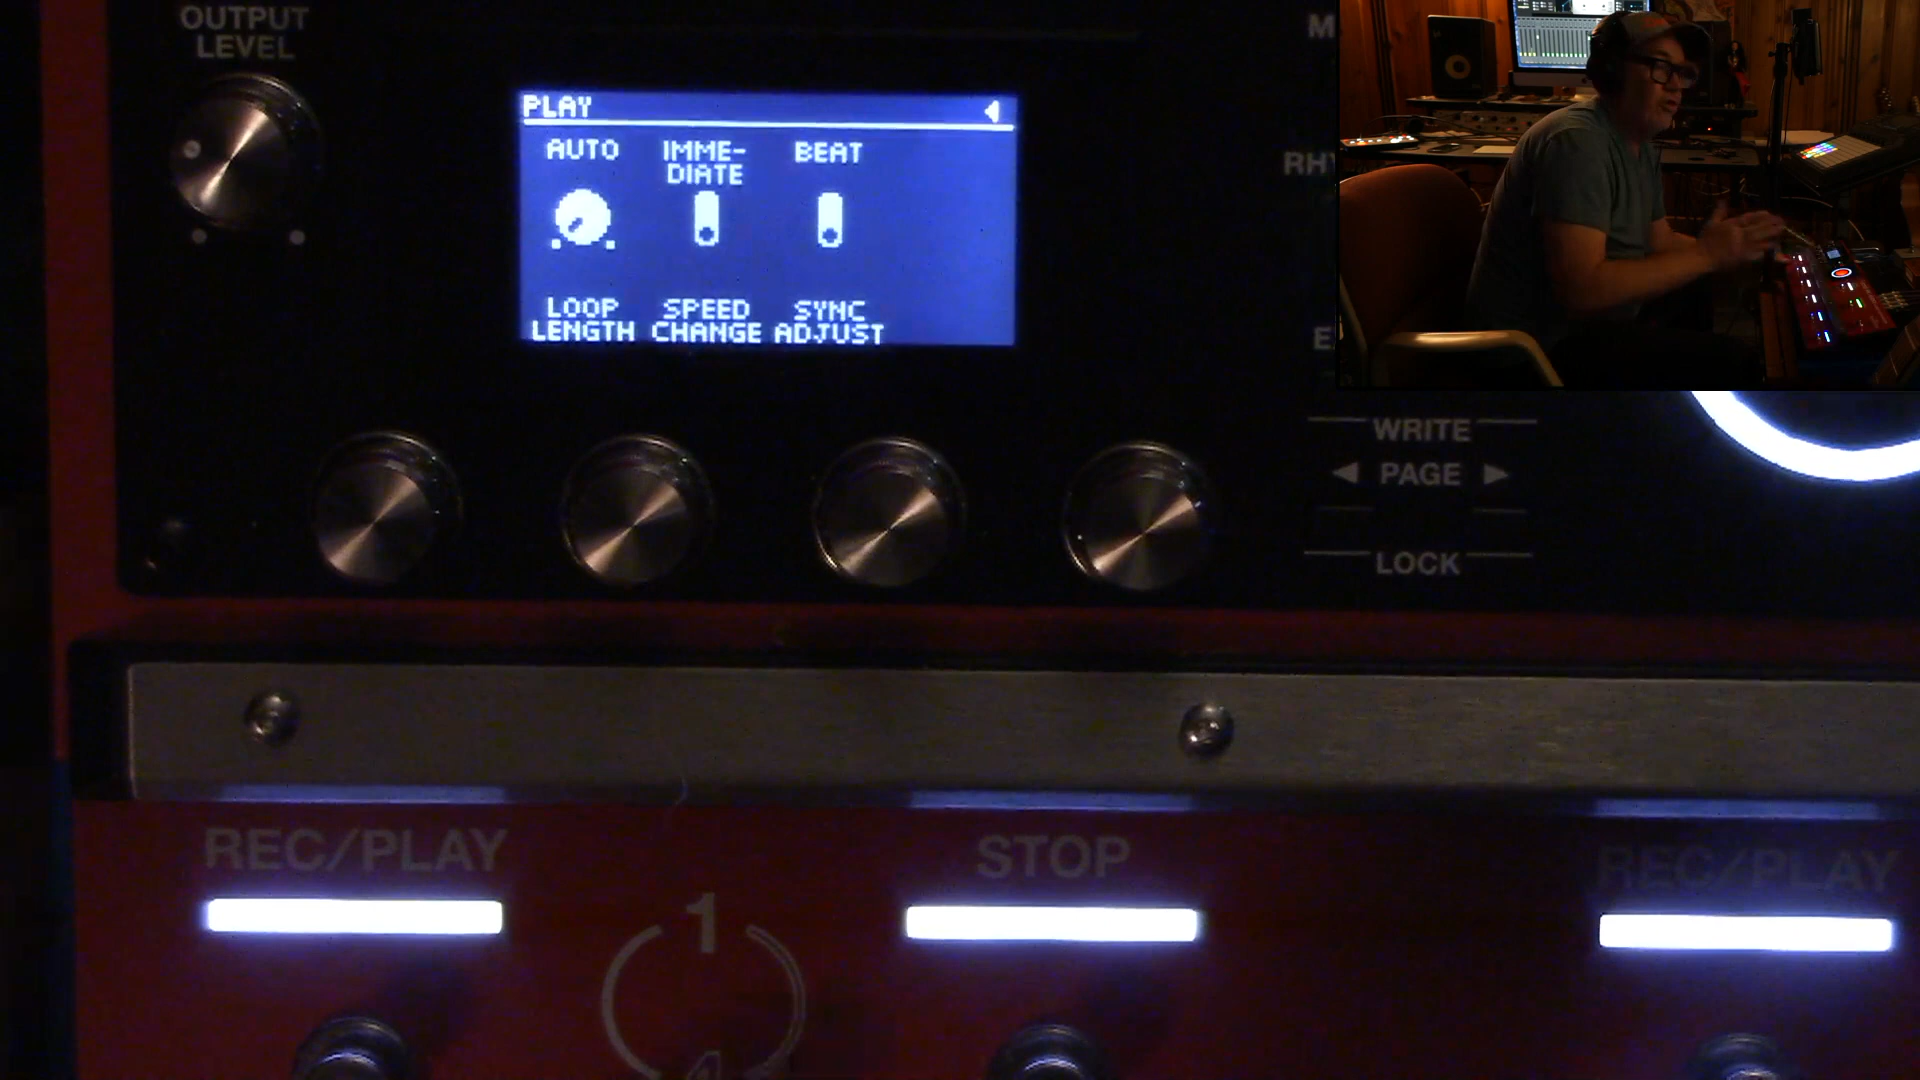 OUTPUT
LEVEL
PLAY
AUTO
IMME-
DIATE
BEAT
LOOP
LENGTH
SPEED
CHANGE
SYNC
ADJUST
M
RHY
E
WRITE
PAGE
LOCK
REC/PLAY
STOP
REC/PLAY
1